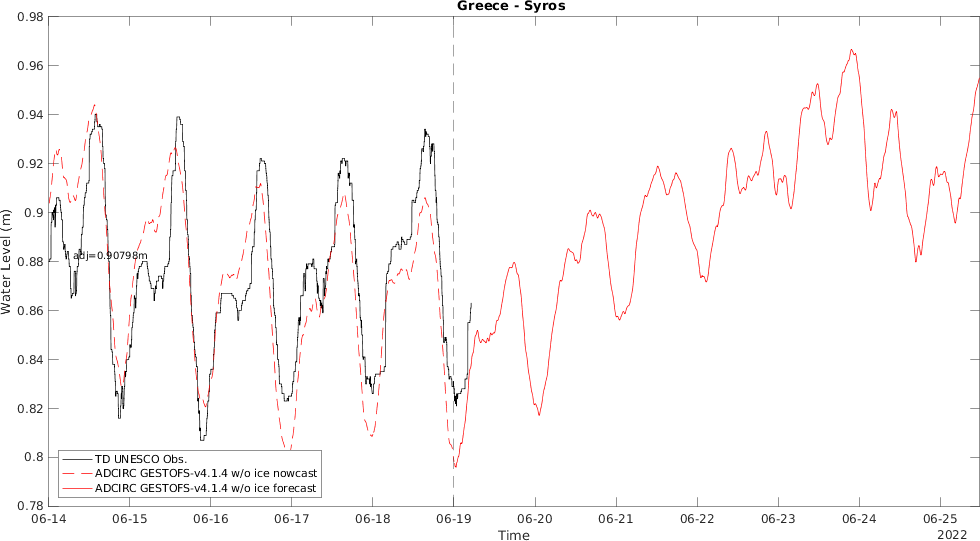 Greece - Syros
0.98
0.96
0.94
0.92
0.9
0.88
0.86
0.84
0.82
0.8
0.78
Water Level (m)
adj=0.90798m
TD UNESCO Obs.
ADCIRC GESTOFS-v4.1.4 w/o ice nowcast
ADCIRC GESTOFS-v4.1.4 w/o ice forecast
06-14 06-15 06-16 06-17 06-18 06-19 06-20 06-21 06-22 06-23 06-24 06-25
Time
2022